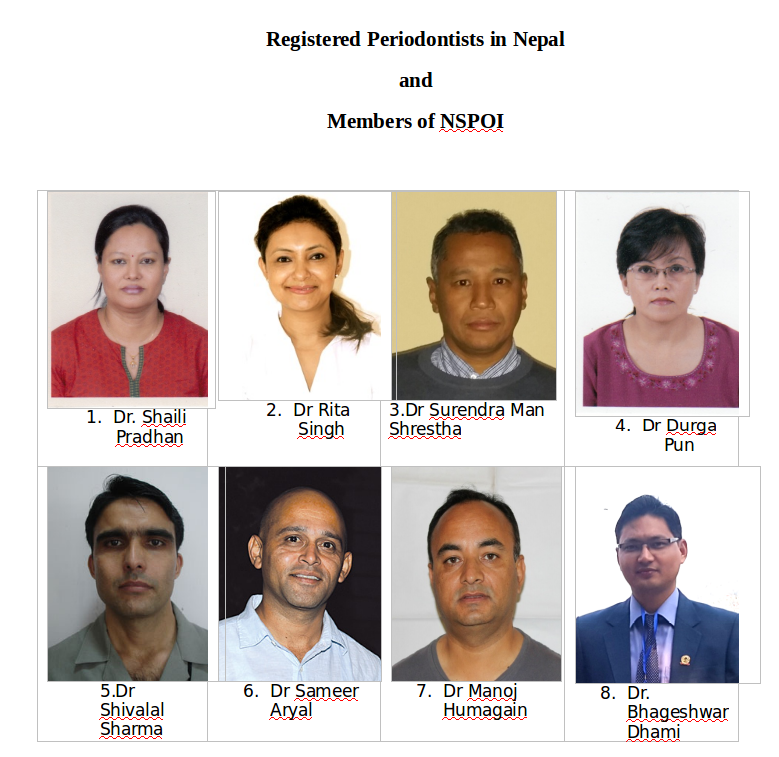 Registered Periodontists in Nepal
and
Members of NSPOI
1. Dr. Shaili
Pradhan
2. Dr Rita
Singh
3.Dr Surendra Man
Shrestha
4. Dr Durga
Pun
5.Dr
Shivalal
Sharma
6. Dr Sameer
Aryal
7. Dr Manoj
Humagain
8. Dr.
Bhageshwar
Dhami